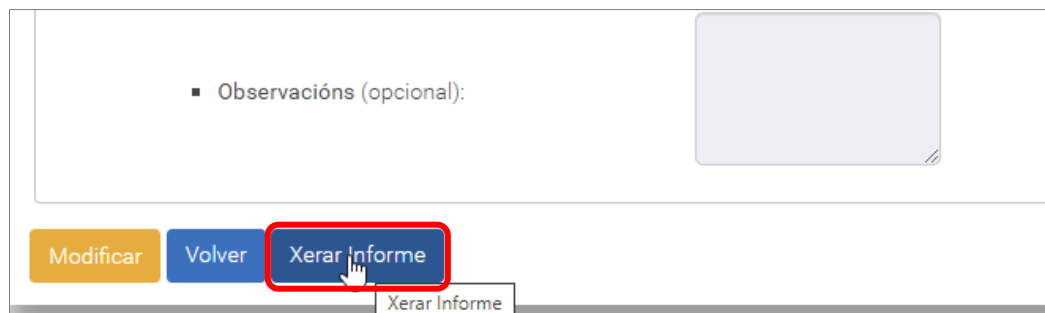 ▪ Observacións (opcional):
Modificar Volver Xerar Informe
Xerar Informe